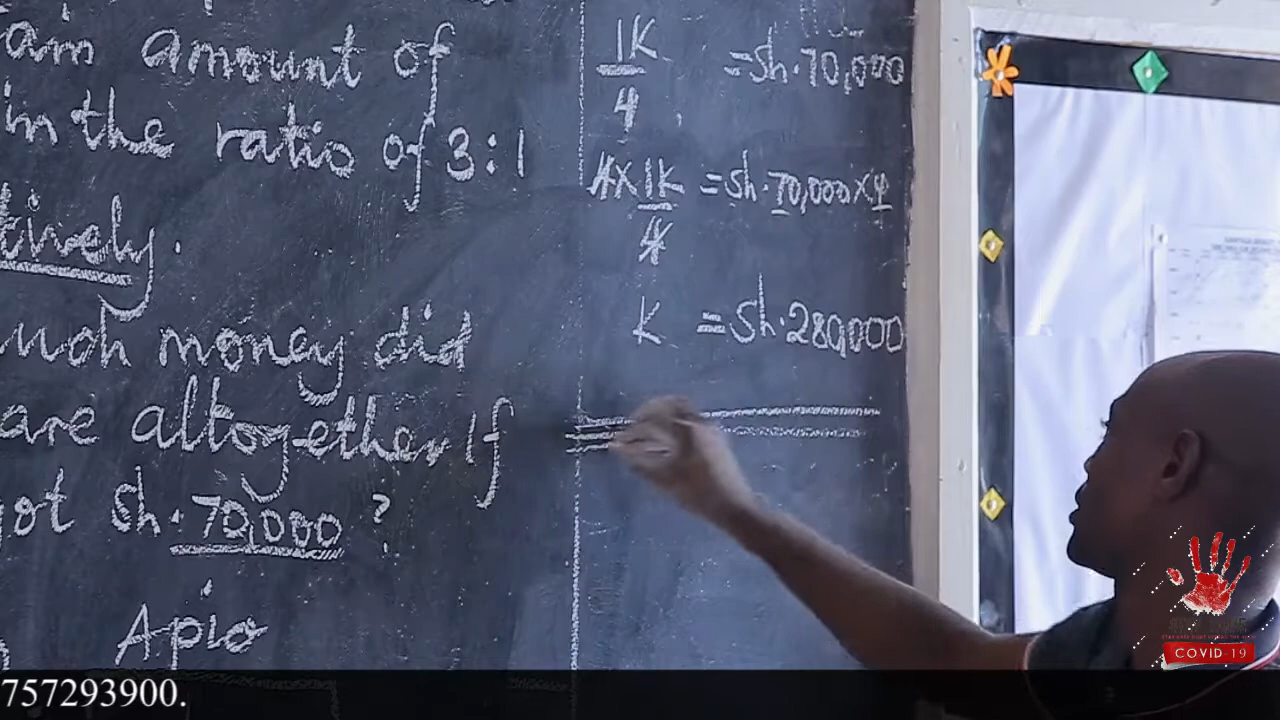 am amount of
in the ratio of 3:1
tively.
uch money did
are altogether if
got Sh. 70,000 ?
Apio
1K/4 = Sh. 70,000
4 x 1K/4 = Sh. 70,000 x 4
K = Sh. 280,000
COVID-19
757293900.